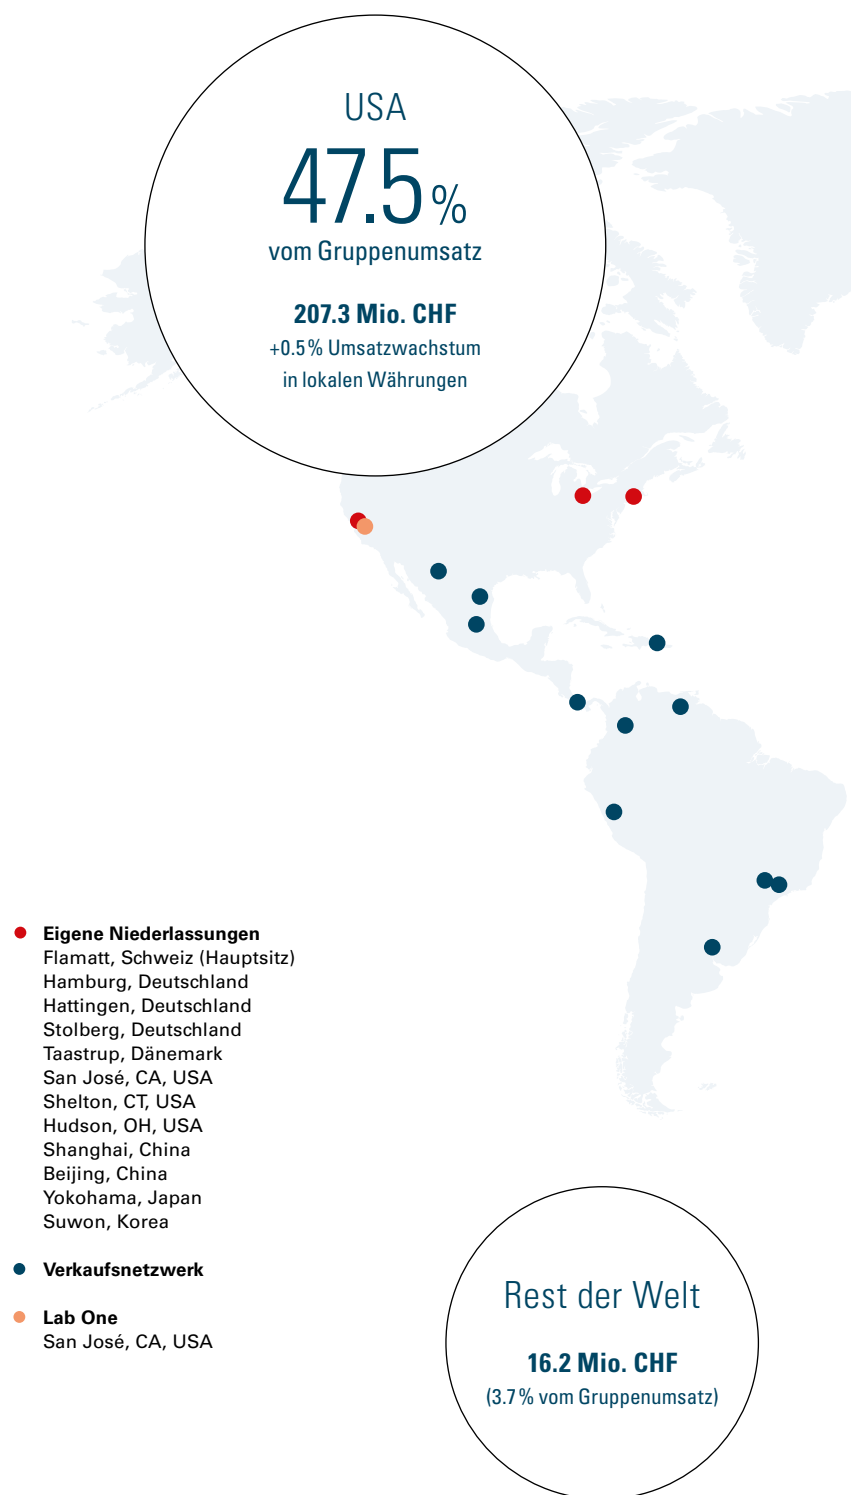 USA
47.5 %
vom Gruppenumsatz
207.3 Mio. CHF
+0.5 % Umsatzwachstum
in lokalen Währungen
Eigene Niederlassungen
Flamatt, Schweiz (Hauptsitz)
Hamburg, Deutschland
Hattingen, Deutschland
Stolberg, Deutschland
Taastrup, Dänemark
San José, CA, USA
Shelton, CT, USA
Hudson, OH, USA
Shanghai, China
Beijing, China
Yokohama, Japan
Suwon, Korea
Verkaufsnetzwerk
Lab One
San José, CA, USA
Rest der Welt
16.2 Mio. CHF
(3.7 % vom Gruppenumsatz)